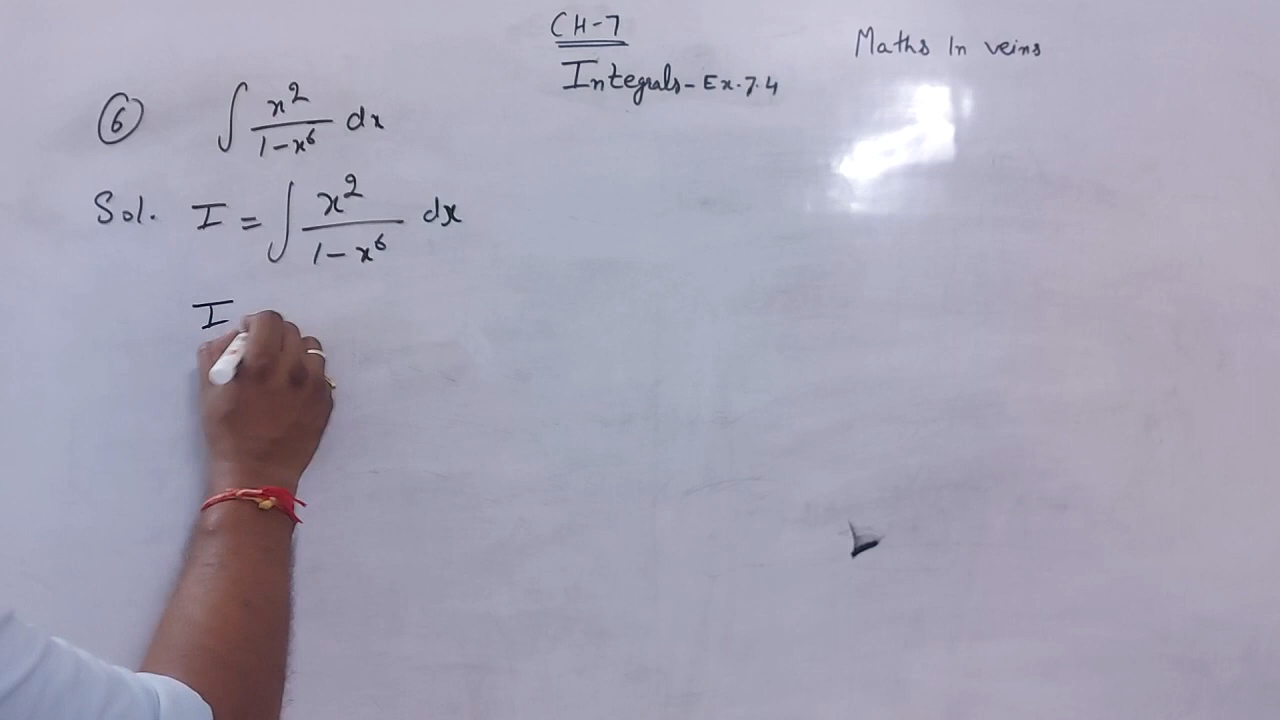 CH-7
Integrals - Ex. 7.4
Maths In veins
⑥ ∫ x²/(1-x⁶) dx
Sol. I = ∫ x²/(1-x⁶) dx
I